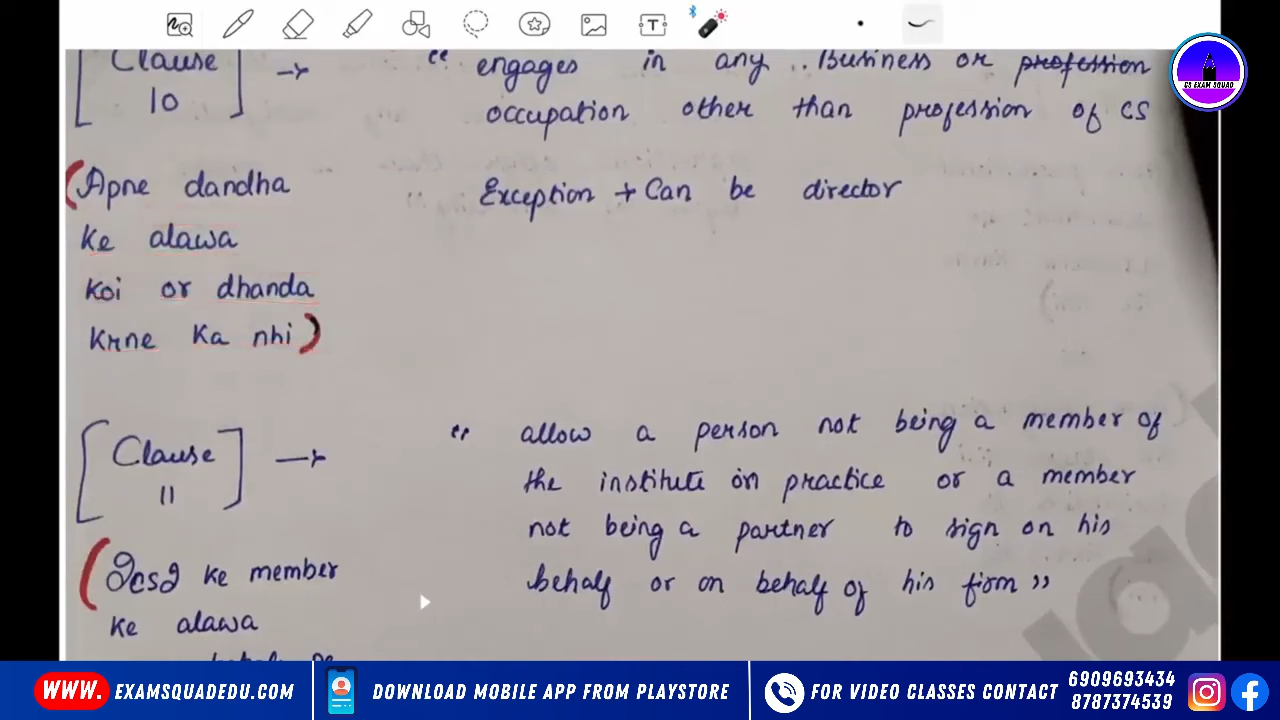 Clause
10
→ “ engages in any .. Business or profession
occupation other than profession of CS
(Apne dandha
ke alawa
koi or dhanda
Krne Ka nhi)
Exception → Can be director
Clause
11
→ “ allow a person not being a member of
the institute in practice or a member
not being a partner to sign on his
behalf or on behalf of his firm ”
(ICSI ke member
ke alawa
CS EXAM SQUAD
WWW. EXAMSQUADEDU.COM
DOWNLOAD MOBILE APP FROM PLAYSTORE
FOR VIDEO CLASSES CONTACT
6909693434
8787374539